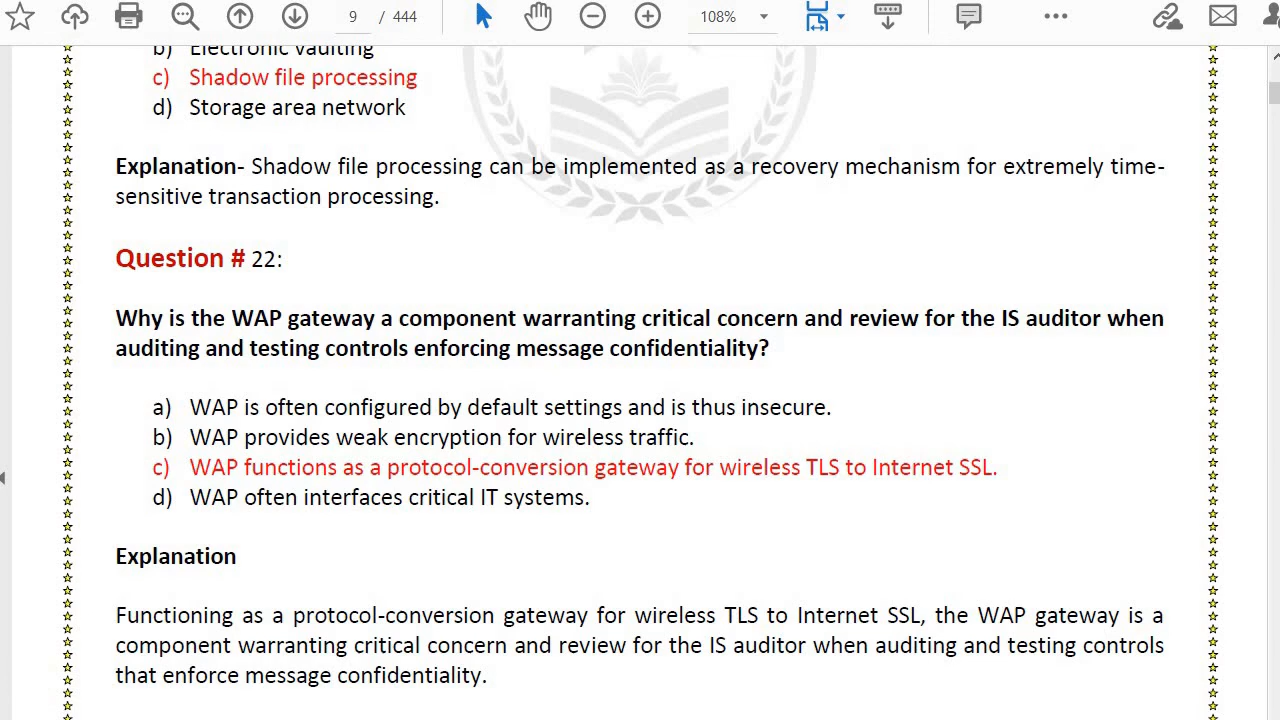 9 / 444
108%
b) Electronic vaulting
c) Shadow file processing
d) Storage area network
Explanation- Shadow file processing can be implemented as a recovery mechanism for extremely time-
sensitive transaction processing.
Question # 22:
Why is the WAP gateway a component warranting critical concern and review for the IS auditor when
auditing and testing controls enforcing message confidentiality?
a) WAP is often configured by default settings and is thus insecure.
b) WAP provides weak encryption for wireless traffic.
c) WAP functions as a protocol-conversion gateway for wireless TLS to Internet SSL.
d) WAP often interfaces critical IT systems.
Explanation
Functioning as a protocol-conversion gateway for wireless TLS to Internet SSL, the WAP gateway is a
component warranting critical concern and review for the IS auditor when auditing and testing controls
that enforce message confidentiality.